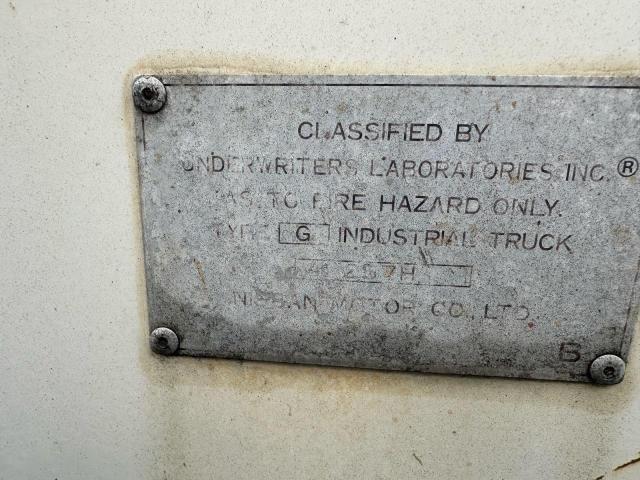 CLASSIFIED BY
UNDERWRITERS LABORATORIES INC.®
AS TO FIRE HAZARD ONLY.
TYPE G INDUSTRIAL TRUCK
NISSAN MOTOR CO., LTD.
B